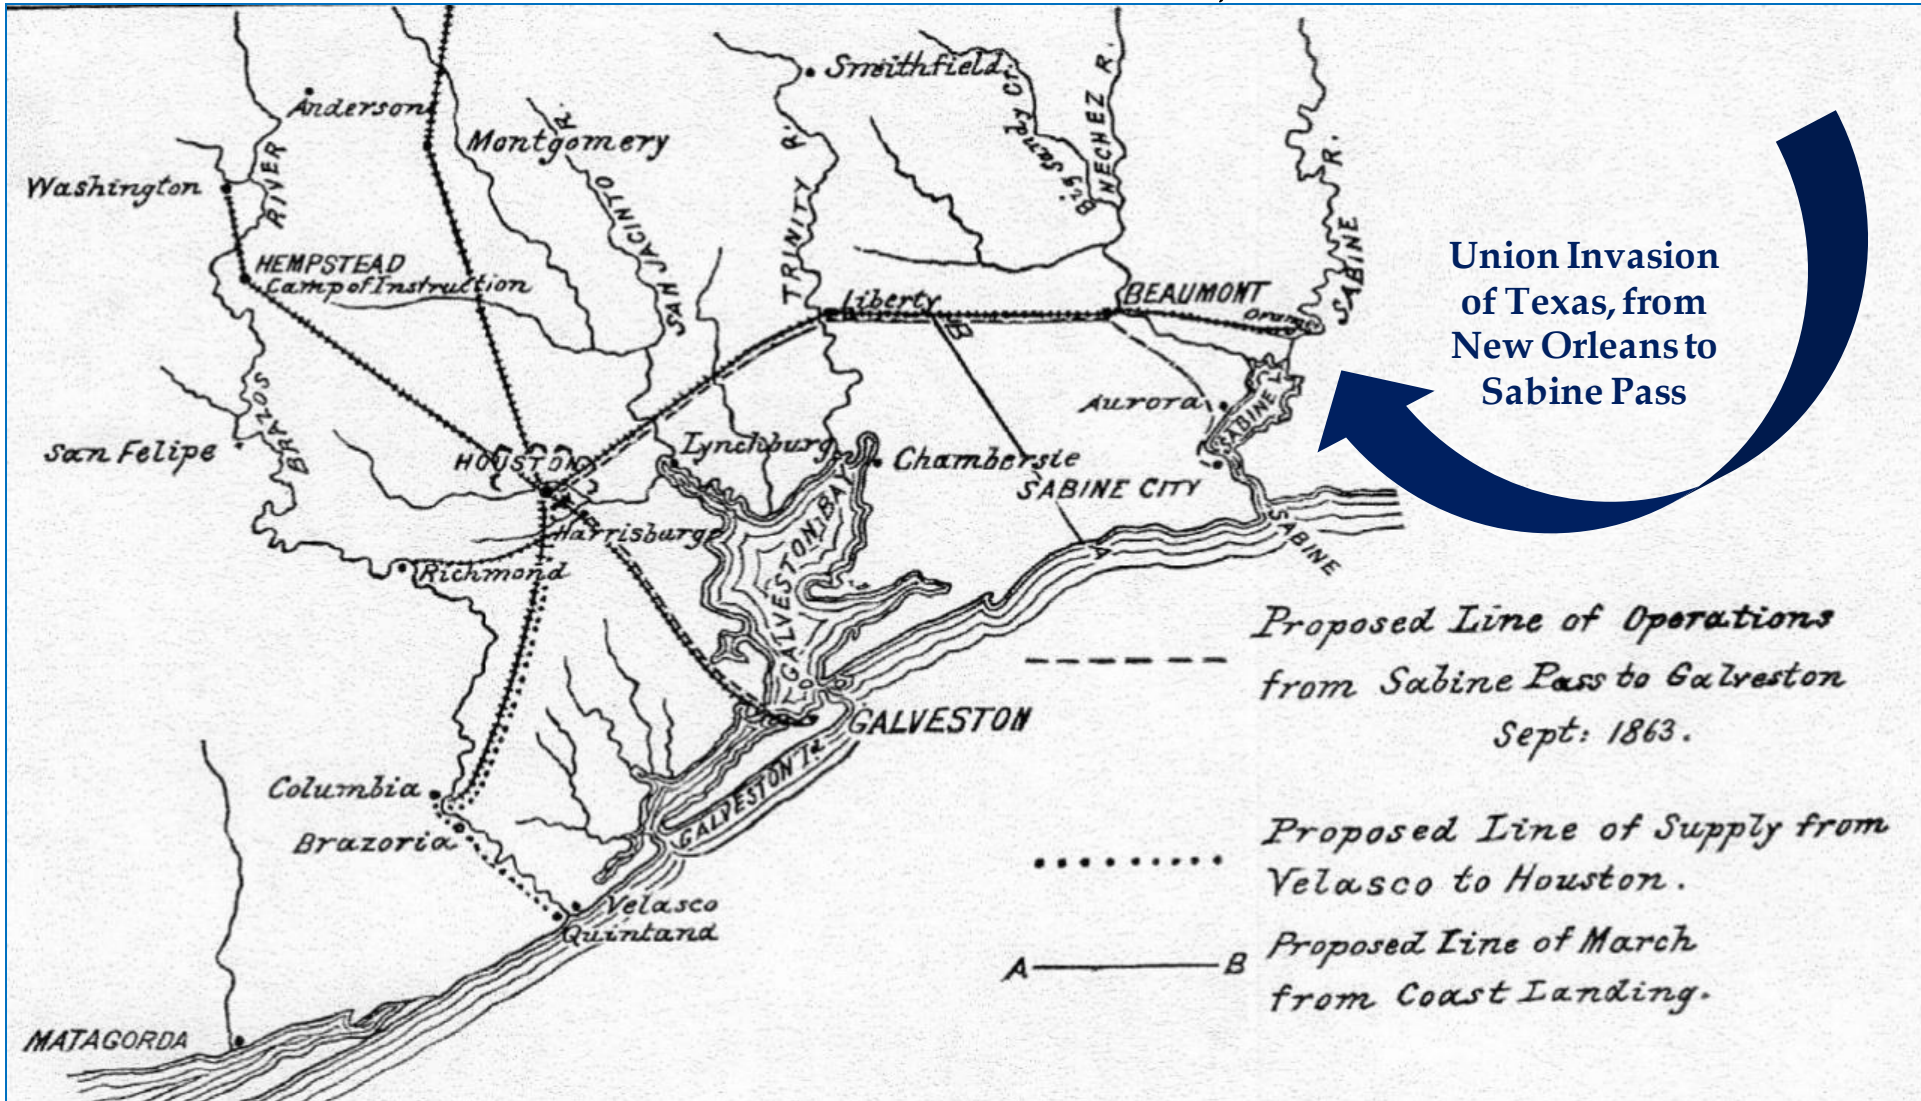 Smithfield
Big Sandy Cr.
NECHEZ R.
Anderson
Montgomery
R.
SAN JACINTO
TRINITY R.
SABINE R.
Washington
RIVER
BRAZOS
HEMPSTEAD
Camp of Instruction
Liberty
B
BEAUMONT
Orange
Union Invasion
of Texas, from
New Orleans to
Sabine Pass
Aurora
SABINE L.
San Felipe
HOUSTON
Lynchburg
Chambersie
SABINE CITY
Harrisburg
GALVESTON BAY
A
SABINE
Richmond
Proposed Line of Operations
from Sabine Pass to Galveston
Sept: 1863.
GALVESTON
GALVESTON Id.
Columbia
Brazoria
Proposed Line of Supply from
Velasco to Houston.
Velasco
Quintand
A B Proposed Line of March
from Coast Landing.
MATAGORDA